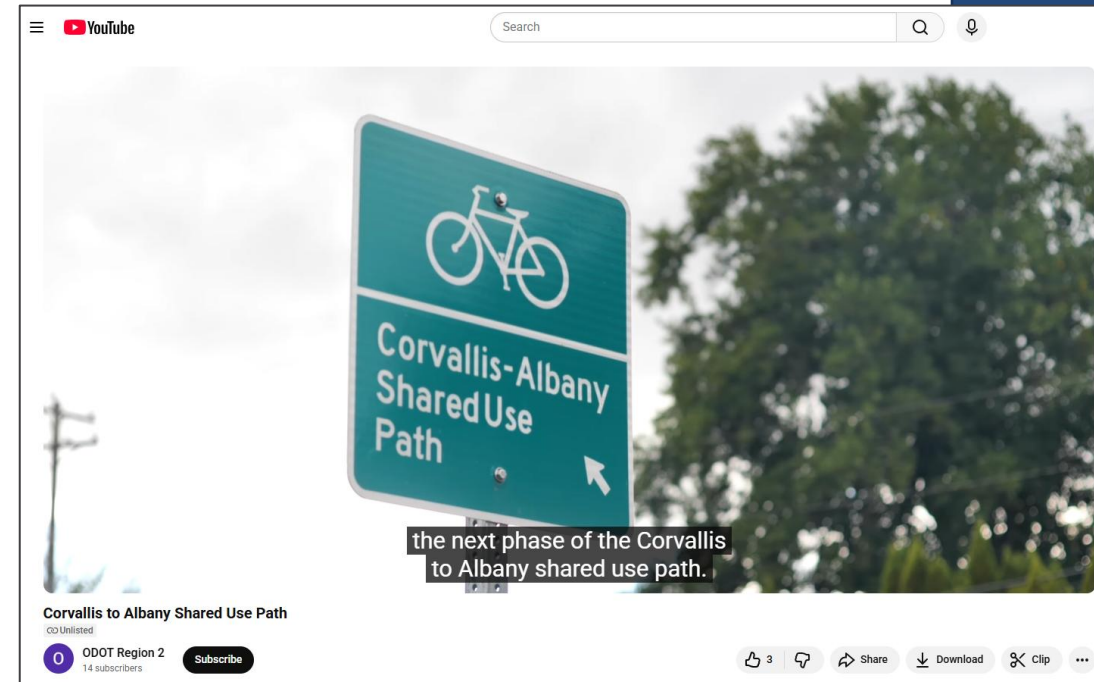 YouTube
Search
Corvallis-Albany
Shared Use
Path
the next phase of the Corvallis
to Albany shared use path.
Corvallis to Albany Shared Use Path
Unlisted
O
ODOT Region 2
14 subscribers
Subscribe
3
Share
Download
Clip